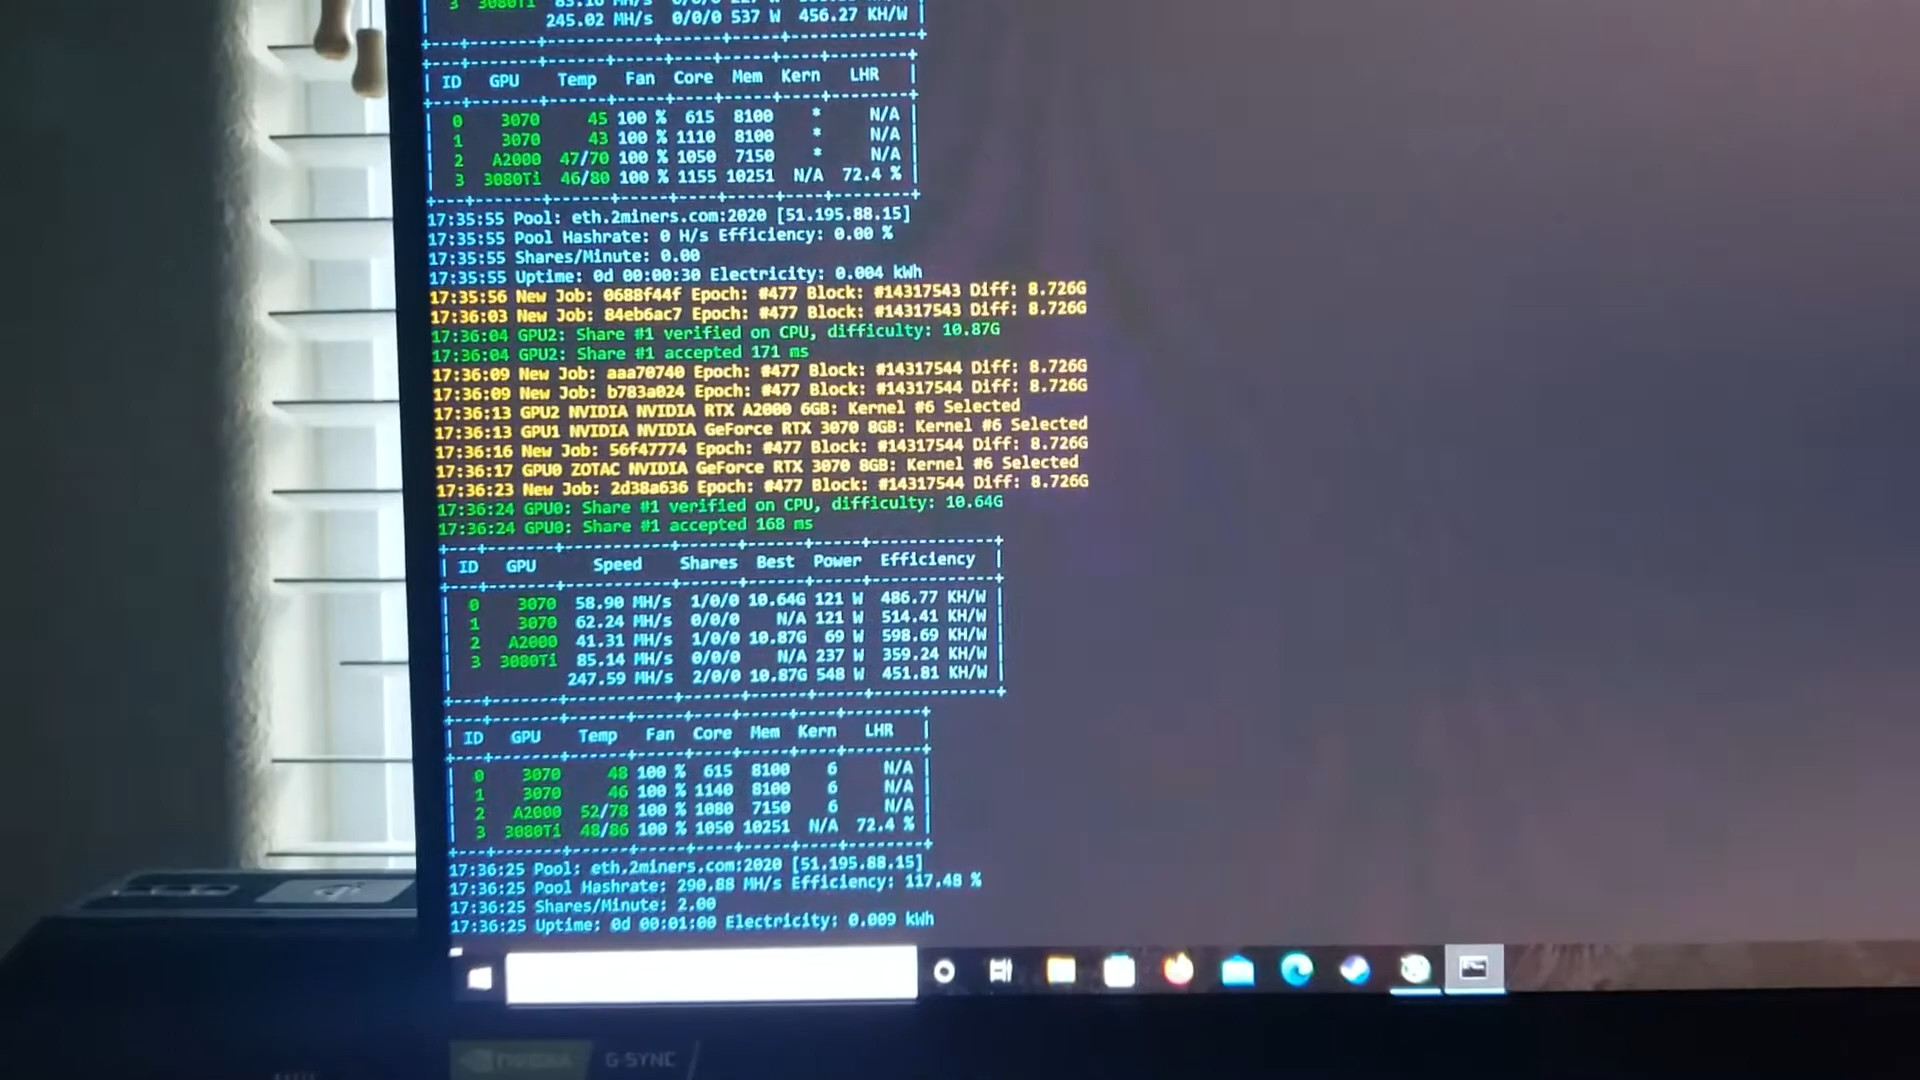 3 3080Ti 85.10 MH/s 0/0/0 W
245.02 MH/s 0/0/0 537 W 456.27 KH/W
ID GPU Temp Fan Core Mem Kern LHR
0 3070 45 100 % 615 8100 * N/A
1 3070 43 100 % 1110 8100 * N/A
2 A2000 47/70 100 % 1050 7150 * N/A
3 3080Ti 46/80 100 % 1155 10251 N/A 72.4 %
17:35:55 Pool: eth.2miners.com:2020 [51.195.88.15]
17:35:55 Pool Hashrate: 0 H/s Efficiency: 0.00 %
17:35:55 Shares/Minute: 0.00
17:35:55 Uptime: 0d 00:00:30 Electricity: 0.004 kWh
17:35:56 New Job: 0688f44f Epoch: #477 Block: #14317543 Diff: 8.726G
17:36:03 New Job: 84eb6ac7 Epoch: #477 Block: #14317543 Diff: 8.726G
17:36:04 GPU2: Share #1 verified on CPU, difficulty: 10.87G
17:36:04 GPU2: Share #1 accepted 171 ms
17:36:09 New Job: aaa70740 Epoch: #477 Block: #14317544 Diff: 8.726G
17:36:09 New Job: b783a024 Epoch: #477 Block: #14317544 Diff: 8.726G
17:36:13 GPU2 NVIDIA NVIDIA RTX A2000 6GB: Kernel #6 Selected
17:36:13 GPU1 NVIDIA NVIDIA GeForce RTX 3070 8GB: Kernel #6 Selected
17:36:16 New Job: 56f47774 Epoch: #477 Block: #14317544 Diff: 8.726G
17:36:17 GPU0 ZOTAC NVIDIA GeForce RTX 3070 8GB: Kernel #6 Selected
17:36:23 New Job: 2d38a636 Epoch: #477 Block: #14317544 Diff: 8.726G
17:36:24 GPU0: Share #1 verified on CPU, difficulty: 10.64G
17:36:24 GPU0: Share #1 accepted 168 ms
ID GPU Speed Shares Best Power Efficiency
0 3070 58.90 MH/s 1/0/0 10.64G 121 W 486.77 KH/W
1 3070 62.24 MH/s 0/0/0 N/A 121 W 514.41 KH/W
2 A2000 41.31 MH/s 1/0/0 10.87G 69 W 598.69 KH/W
3 3080Ti 85.14 MH/s 0/0/0 N/A 237 W 359.24 KH/W
247.59 MH/s 2/0/0 10.87G 548 W 451.81 KH/W
ID GPU Temp Fan Core Mem Kern LHR
0 3070 48 100 % 615 8100 6 N/A
1 3070 46 100 % 1140 8100 6 N/A
2 A2000 52/78 100 % 1080 7150 6 N/A
3 3080Ti 48/86 100 % 1050 10251 N/A 72.4 %
17:36:25 Pool: eth.2miners.com:2020 [51.195.88.15]
17:36:25 Pool Hashrate: 290.88 MH/s Efficiency: 117.48 %
17:36:25 Shares/Minute: 2.00
17:36:25 Uptime: 0d 00:01:00 Electricity: 0.009 kWh
NVIDIA G-SYNC